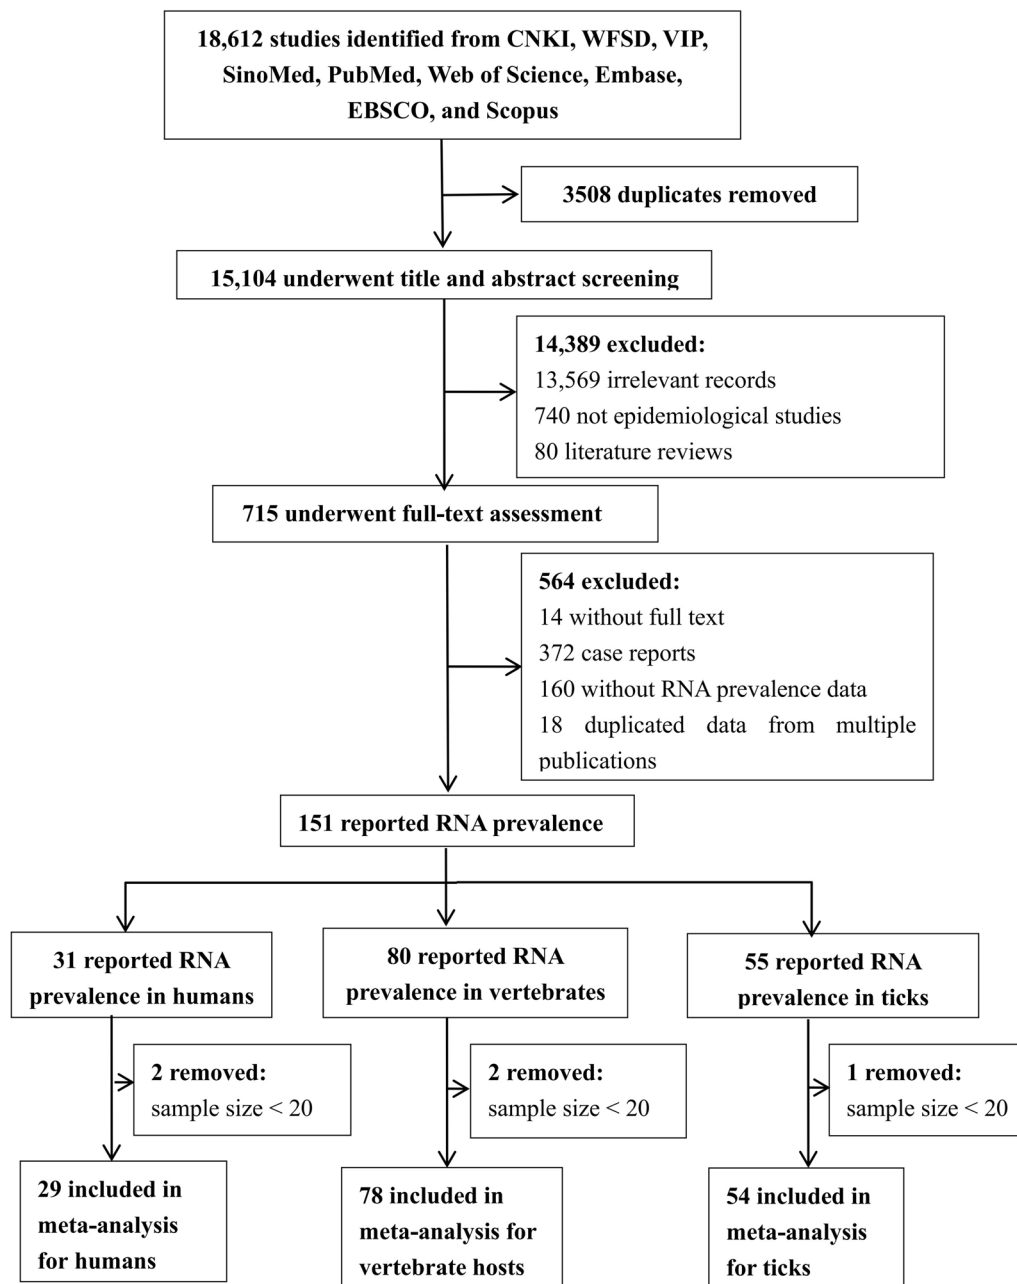 18,612 studies identified from CNKI, WFSD, VIP,
SinoMed, PubMed, Web of Science, Embase,
EBSCO, and Scopus
3508 duplicates removed
15,104 underwent title and abstract screening
14,389 excluded:
13,569 irrelevant records
740 not epidemiological studies
80 literature reviews
715 underwent full-text assessment
564 excluded:
14 without full text
372 case reports
160 without RNA prevalence data
18 duplicated data from multiple
publications
151 reported RNA prevalence
31 reported RNA
prevalence in humans
80 reported RNA
prevalence in vertebrates
55 reported RNA
prevalence in ticks
2 removed:
sample size < 20
2 removed:
sample size < 20
1 removed:
sample size < 20
29 included in
meta-analysis
for humans
78 included in
meta-analysis for
vertebrate hosts
54 included in
meta-analysis
for ticks